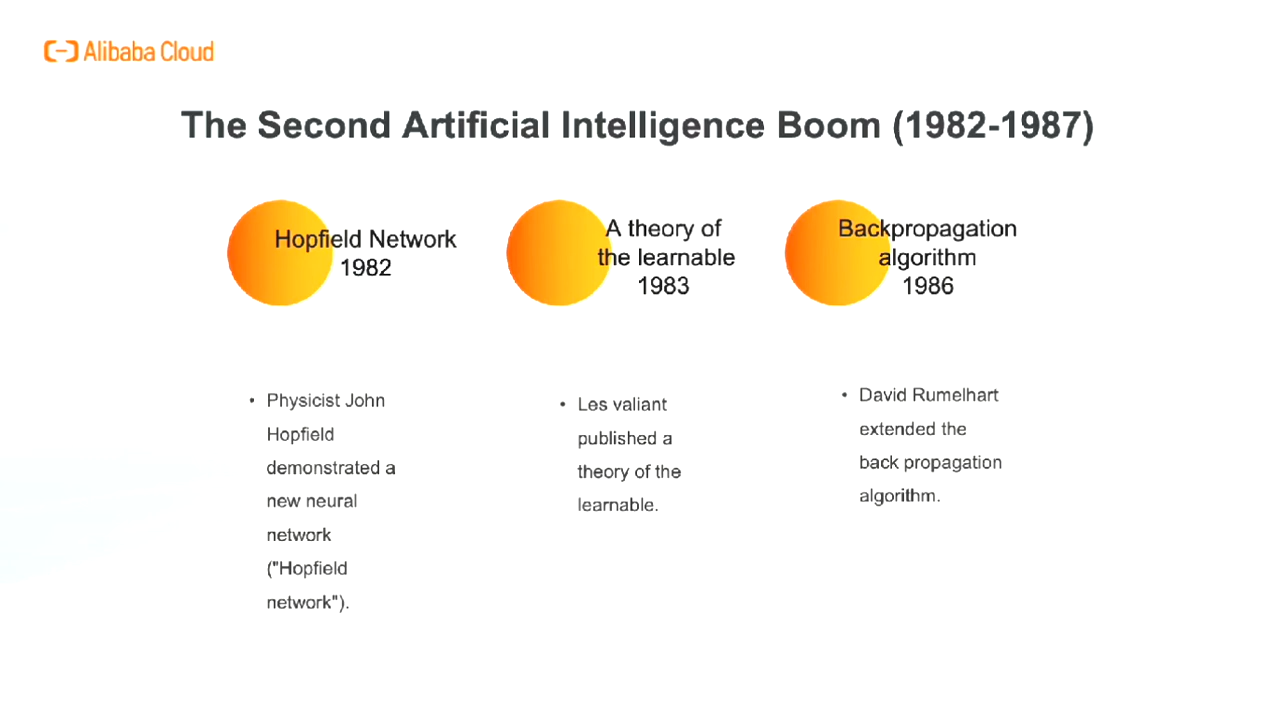 Alibaba Cloud
The Second Artificial Intelligence Boom (1982-1987)
Hopfield Network
1982
A theory of
the learnable
1983
Backpropagation
algorithm
1986
• Physicist John
Hopfield
demonstrated a
new neural
network
("Hopfield
network").
• Les valiant
published a
theory of the
learnable.
• David Rumelhart
extended the
back propagation
algorithm.